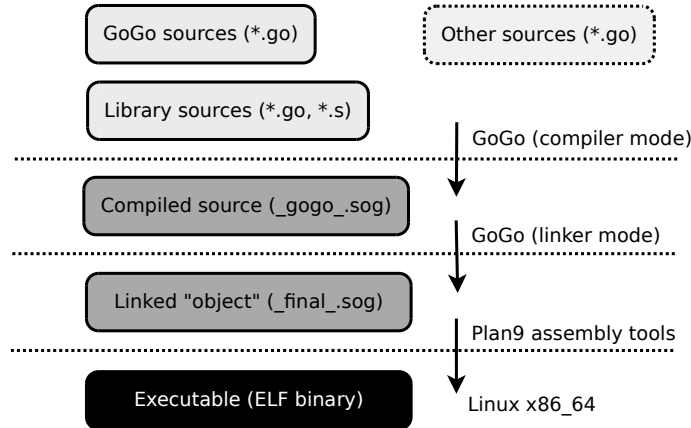 GoGo sources (*.go)
Other sources (*.go)
Library sources (*.go, *.s)
GoGo (compiler mode)
Compiled source (_gogo_.sog)
GoGo (linker mode)
Linked "object" (_final_.sog)
Plan9 assembly tools
Executable (ELF binary)
Linux x86_64